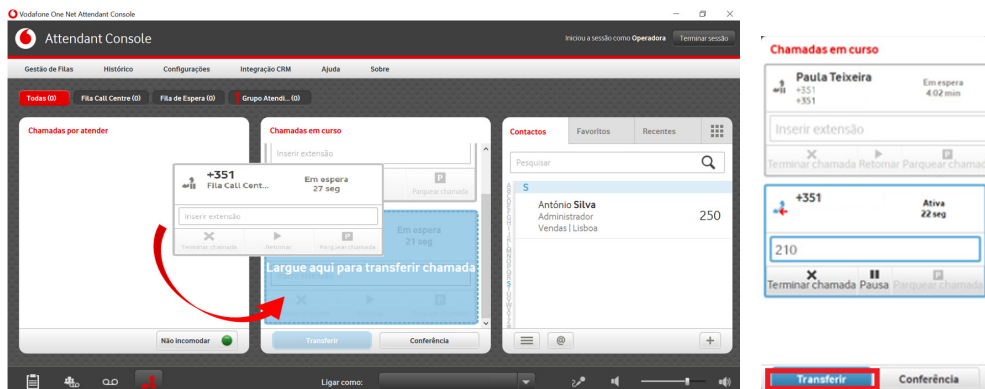 Vodafone One Net Attendant Console
Attendant Console
Iniciou a sessão como Operadora
Terminar sessão
Gestão de Filas Histórico Configurações Integração CRM Ajuda Sobre
Todas (0) Fila Call Centre (0) Fila de Espera (0) Grupo Atendi... (0)
Chamadas por atender
+351
Fila Call Cent...
Em espera
27 seg
Inserir extensão
Terminar chamada Retomar Parquear chamada
Não incomodar
Chamadas em curso
Inserir extensão
Parquear chamada
Em espera
21 seg
Largue aqui para transferir chamada
Transferir Conferência
Contactos Favoritos Recentes
Pesquisar
S
António Silva
Administrador
Vendas | Lisboa
250
@
+
Ligar como:
Chamadas em curso
Paula Teixeira
+351
+351
Em espera
4:02 min
Inserir extensão
Terminar chamada Retomar Parquear chamad
+351
Ativa
22 seg
210
Terminar chamada Pausa Parquear chamada
Transferir Conferência